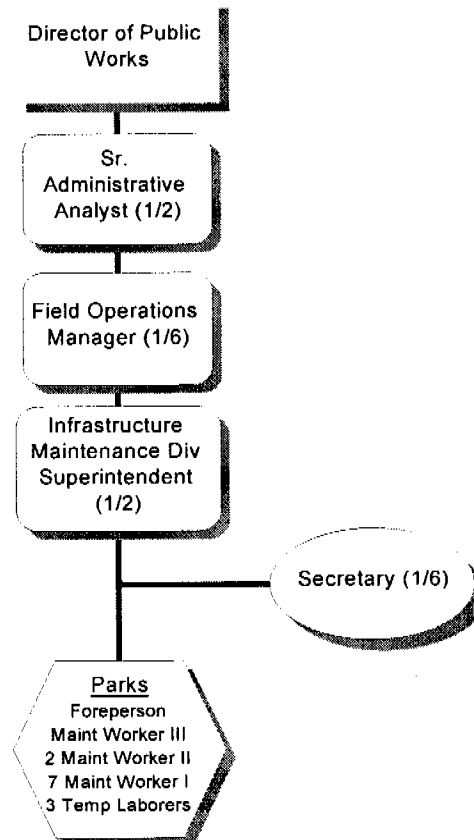 Director of Public
Works
Sr.
Administrative
Analyst (1/2)
Field Operations
Manager (1/6)
Infrastructure
Maintenance Div
Superintendent
(1/2)
Secretary (1/6)
Parks
Foreperson
Maint Worker III
2 Maint Worker II
7 Maint Worker I
3 Temp Laborers